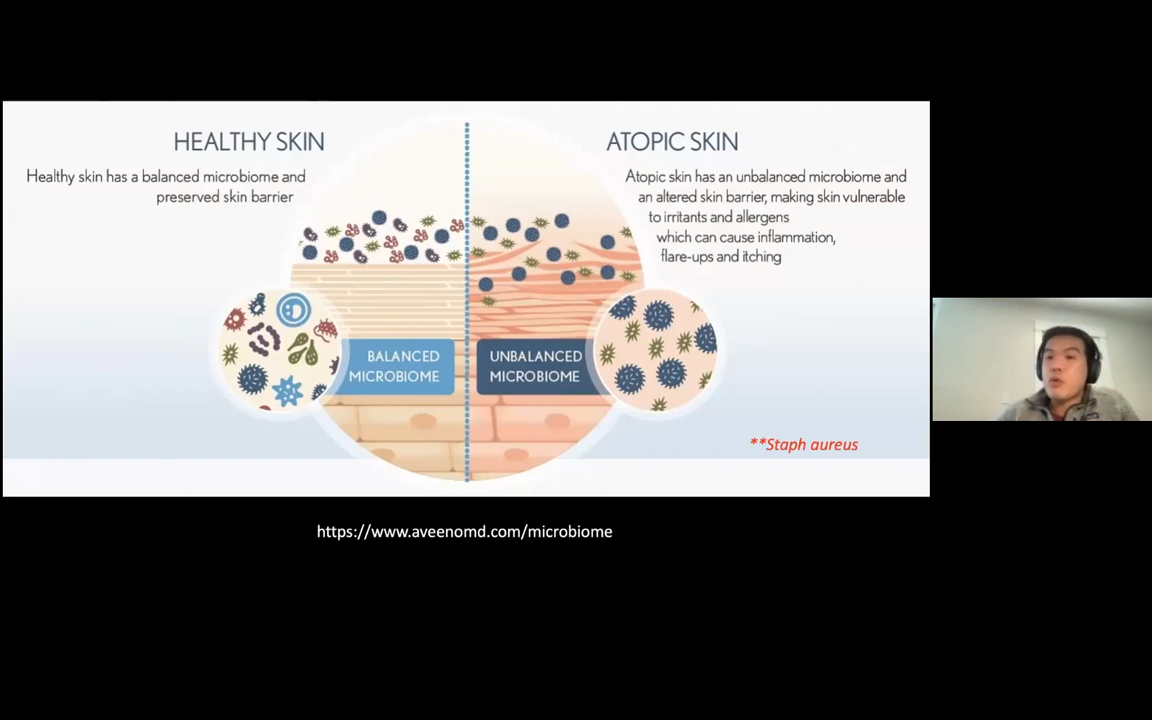 HEALTHY SKIN
Healthy skin has a balanced microbiome and
preserved skin barrier
ATOPIC SKIN
Atopic skin has an unbalanced microbiome and
an altered skin barrier, making skin vulnerable
to irritants and allergens
which can cause inflammation,
flare-ups and itching
BALANCED
MICROBIOME
UNBALANCED
MICROBIOME
**Staph aureus
https://www.aveenomd.com/microbiome